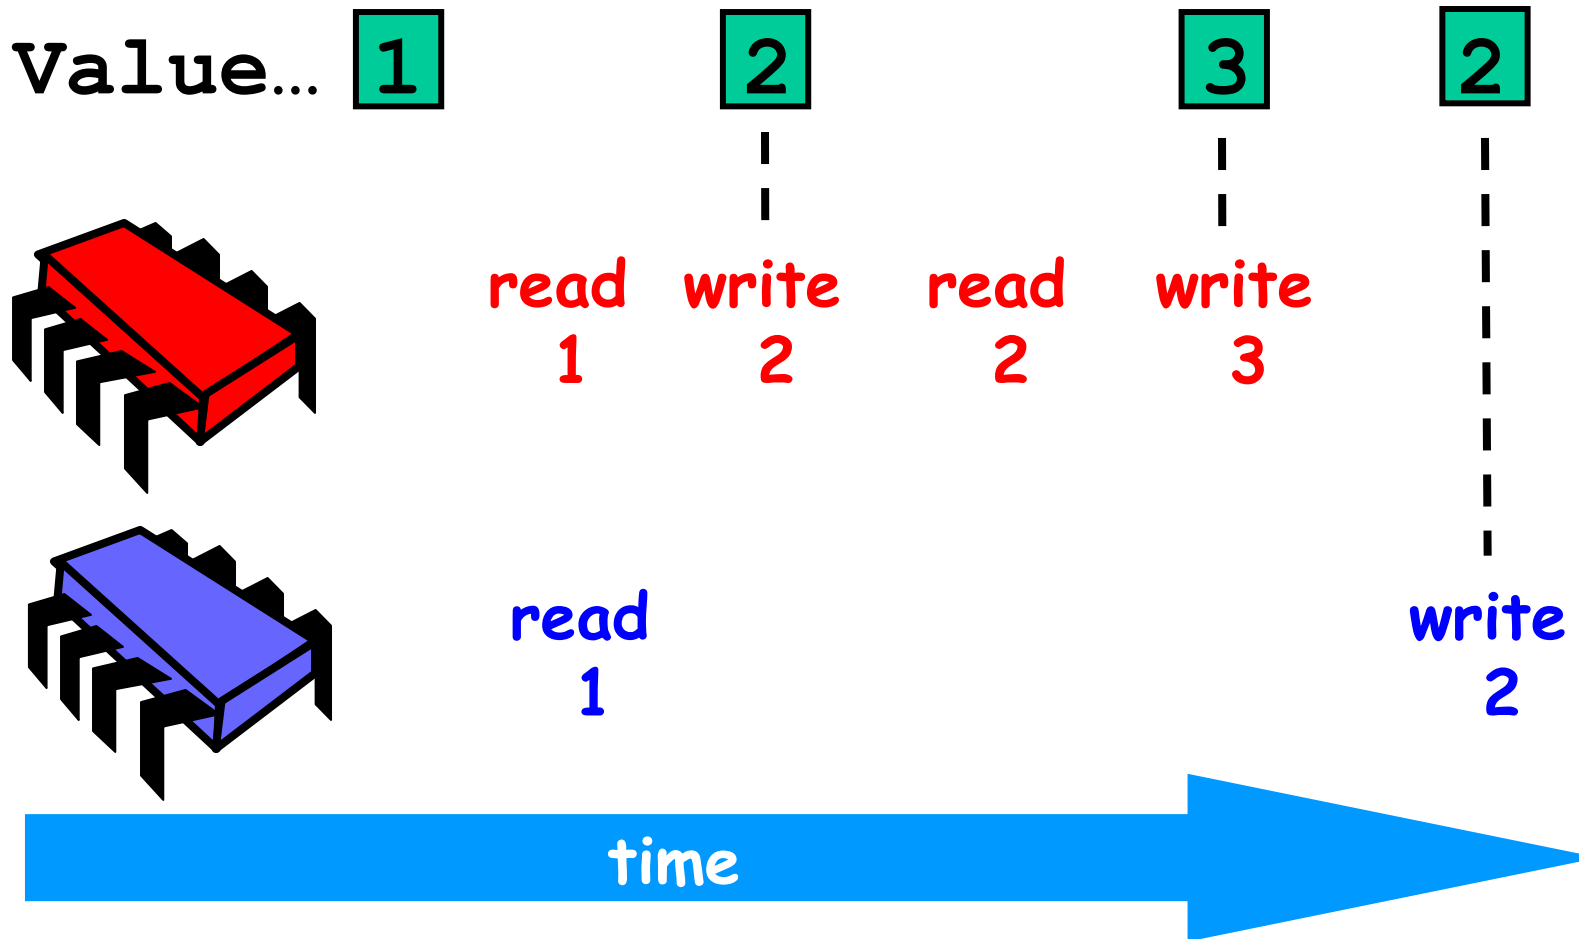 Value… 1 2 3 2
read write read write
1 2 2 3
read write
1 2
time